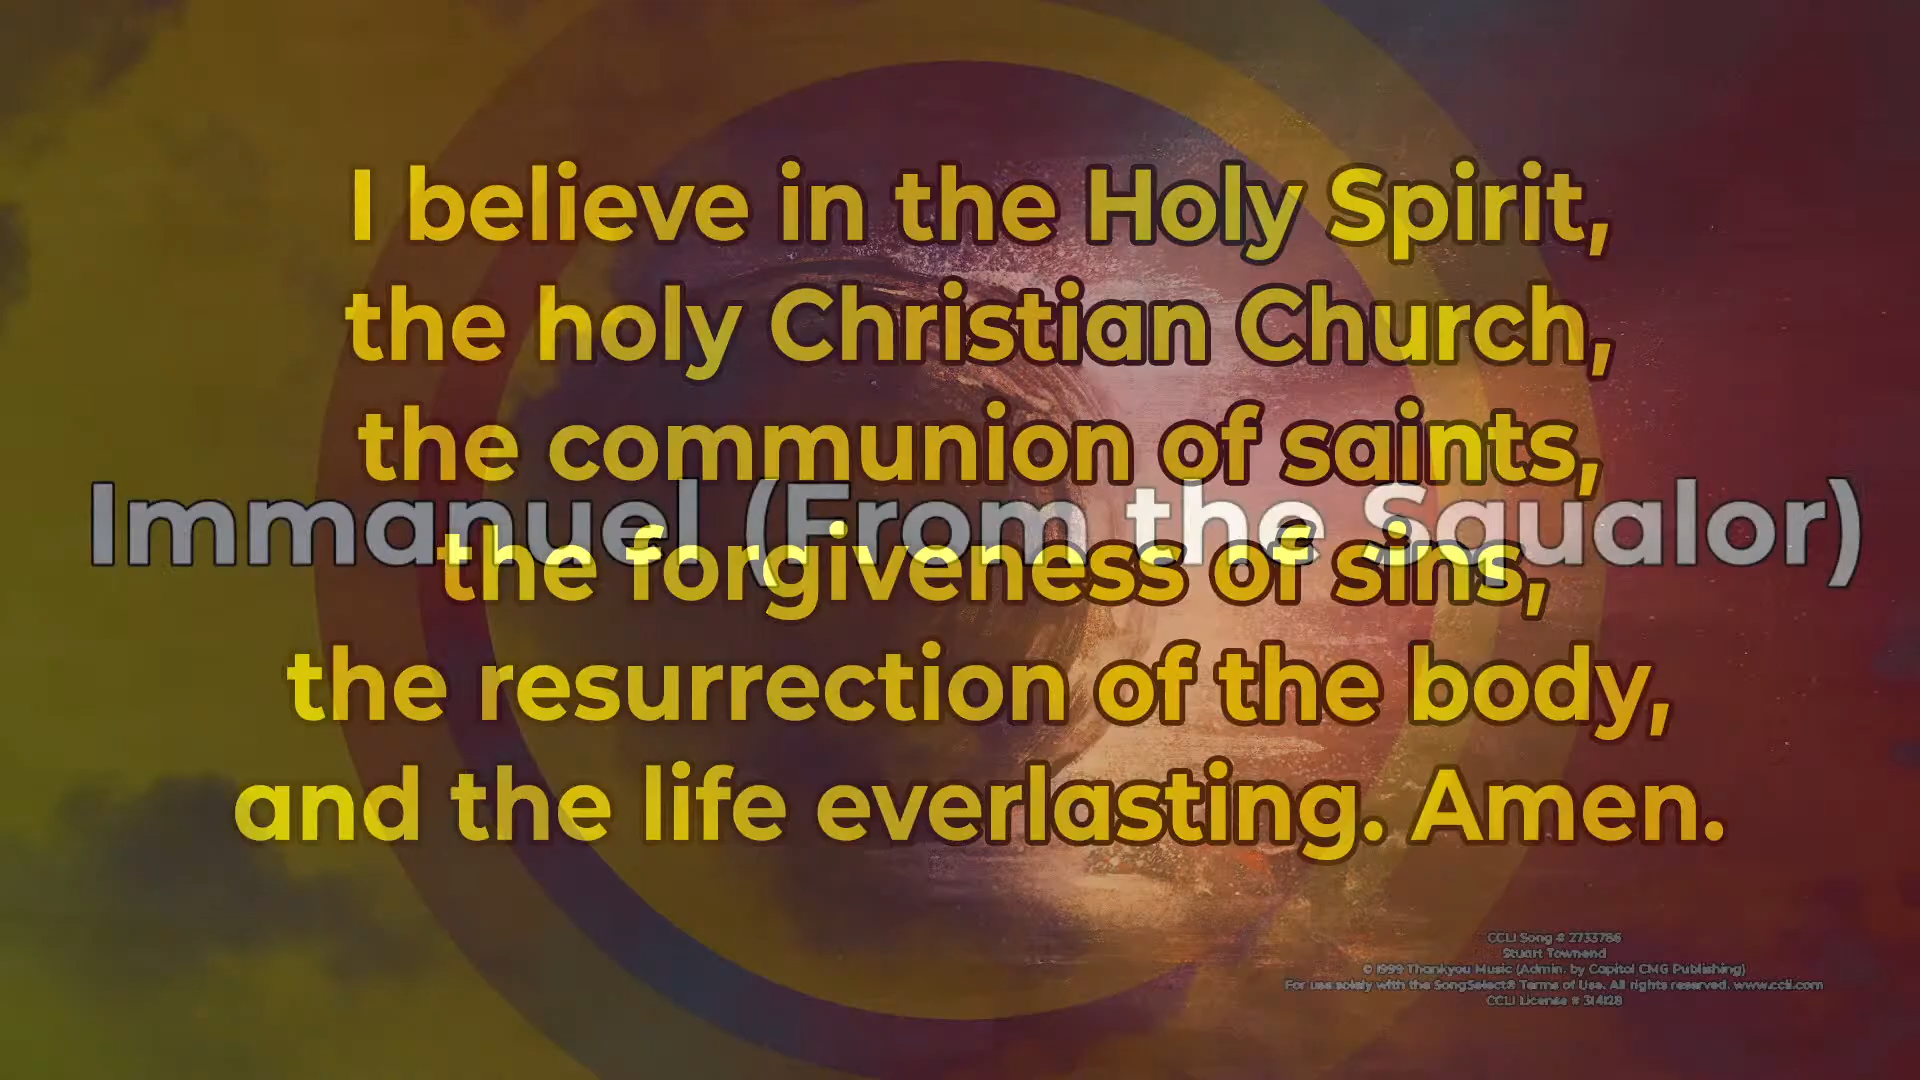 I believe in the Holy Spirit,
the holy Christian Church,
the communion of saints,
Immanuel (From the Squalor)
the forgiveness of sins,
the resurrection of the body,
and the life everlasting. Amen.
CCLI Song # 2733786
Stuart Townend
© 1999 Thankyou Music (Admin. by Capitol CMG Publishing)
For use solely with the SongSelect® Terms of Use. All rights reserved. www.ccli.com
CCLI License # 314128